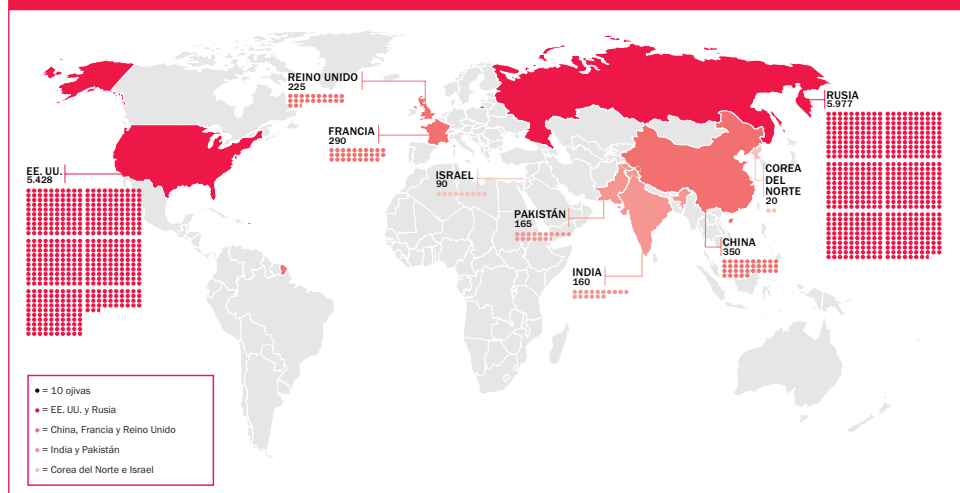 REINO UNIDO
225
FRANCIA
290
EE. UU.
5.428
ISRAEL
90
PAKISTÁN
165
INDIA
160
RUSIA
5.977
COREA
DEL
NORTE
20
CHINA
350
= 10 ojivas
= EE. UU. y Rusia
= China, Francia y Reino Unido
= India y Pakistán
= Corea del Norte e Israel